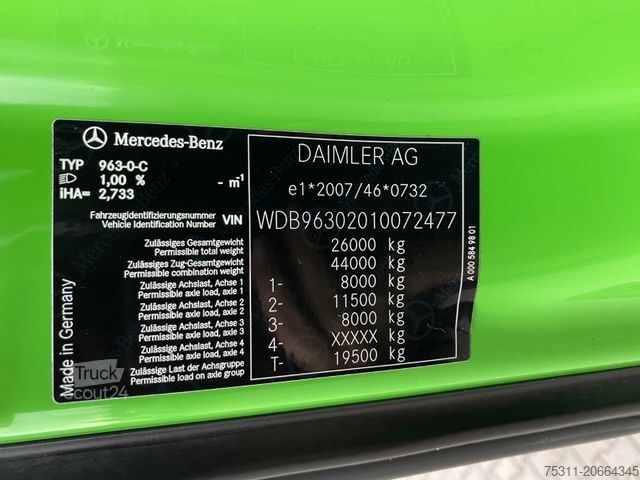 Mercedes-Benz
TYP 963-0-C
1,00 % - m-1
iHA= 2,733
Fahrzeugidentifizierungsnummer
Vehicle Identification Number VIN
Zulässiges Gesamtgewicht
Permissible total weight
Zulässiges Zug-Gesamtgewicht
Permissible combination weight
Zulässige Achslast, Achse 1
Permissible axle load, axle 1
Zulässige Achslast, Achse 2
Permissible axle load, axle 2
Zulässige Achslast, Achse 3
Permissible axle load, axle 3
Zulässige Achslast, Achse 4
Permissible axle load, axle 4
Zulässige Last der Achsgruppe
Permissible load on axle group
DAIMLER AG
e1*2007/46*0732
WDB96302010072477
26000 kg
44000 kg
1- 8000 kg
2- 11500 kg
3- 8000 kg
4- XXXXX kg
T- 19500 kg
Made in Germany
A 000 584 98 01
Truck
Scout24
75311-20664345